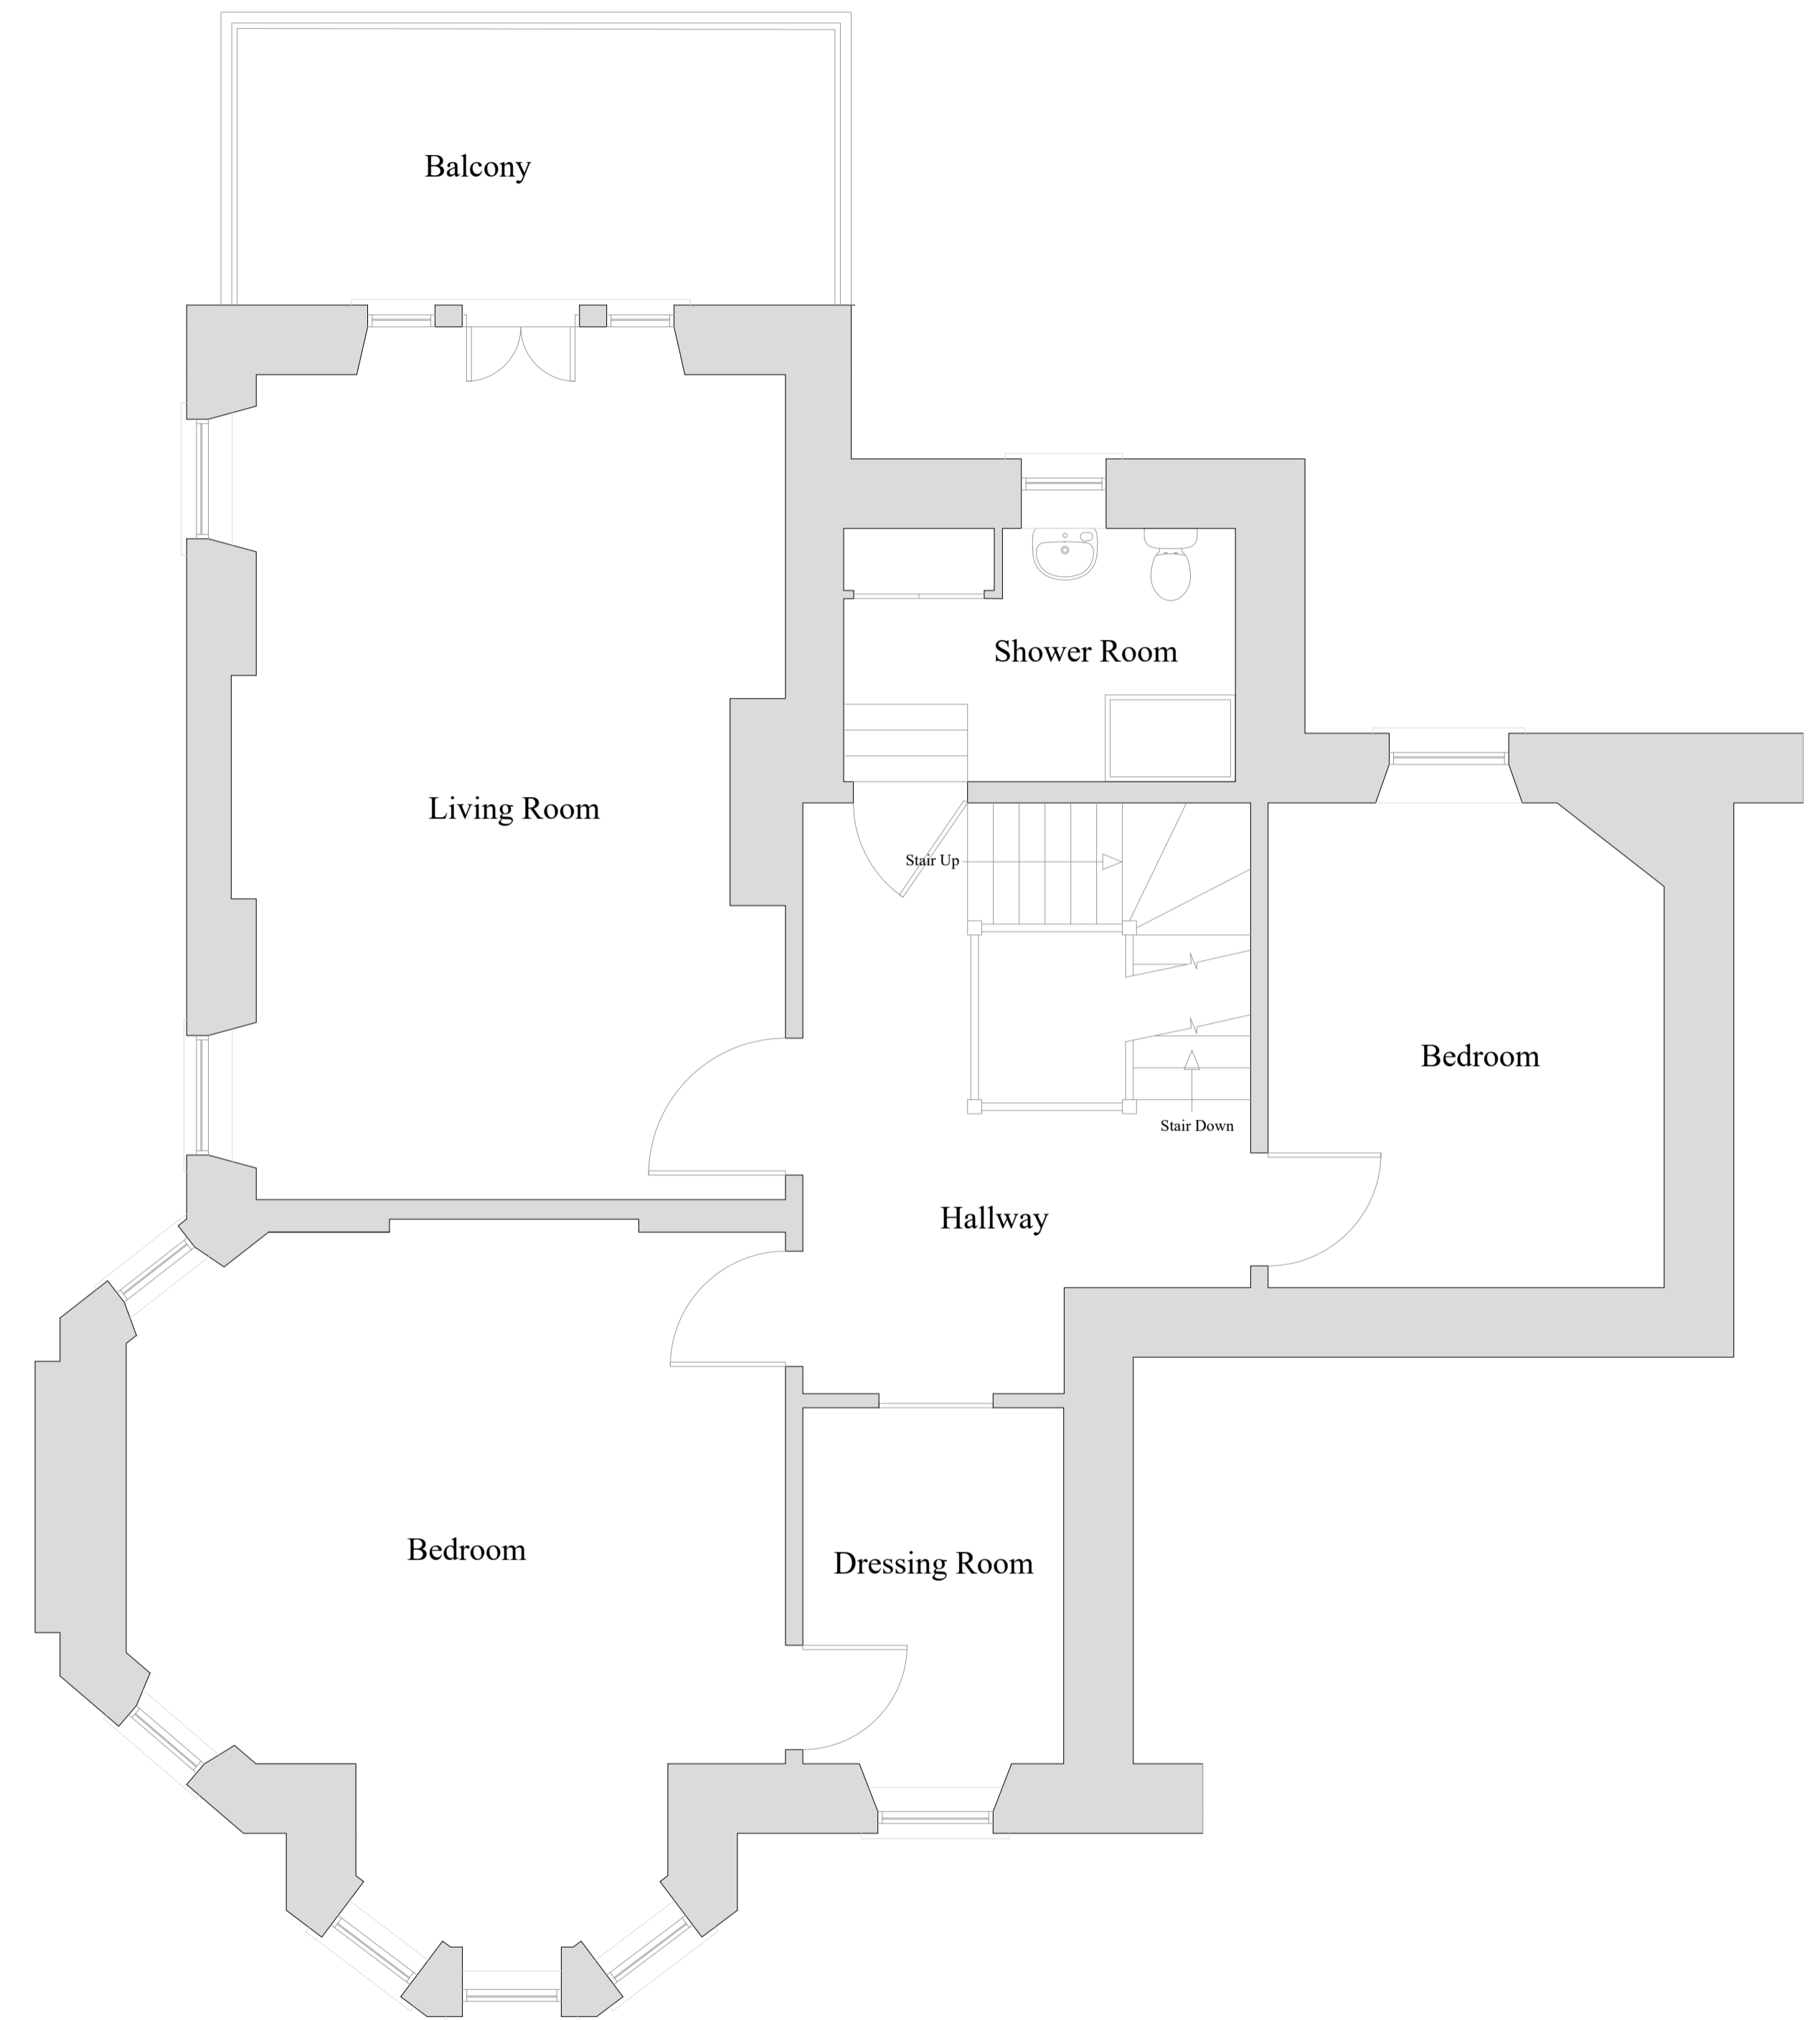 Balcony
Shower Room
Living Room
Stair Up
Bedroom
Stair Down
Hallway
Bedroom
Dressing Room